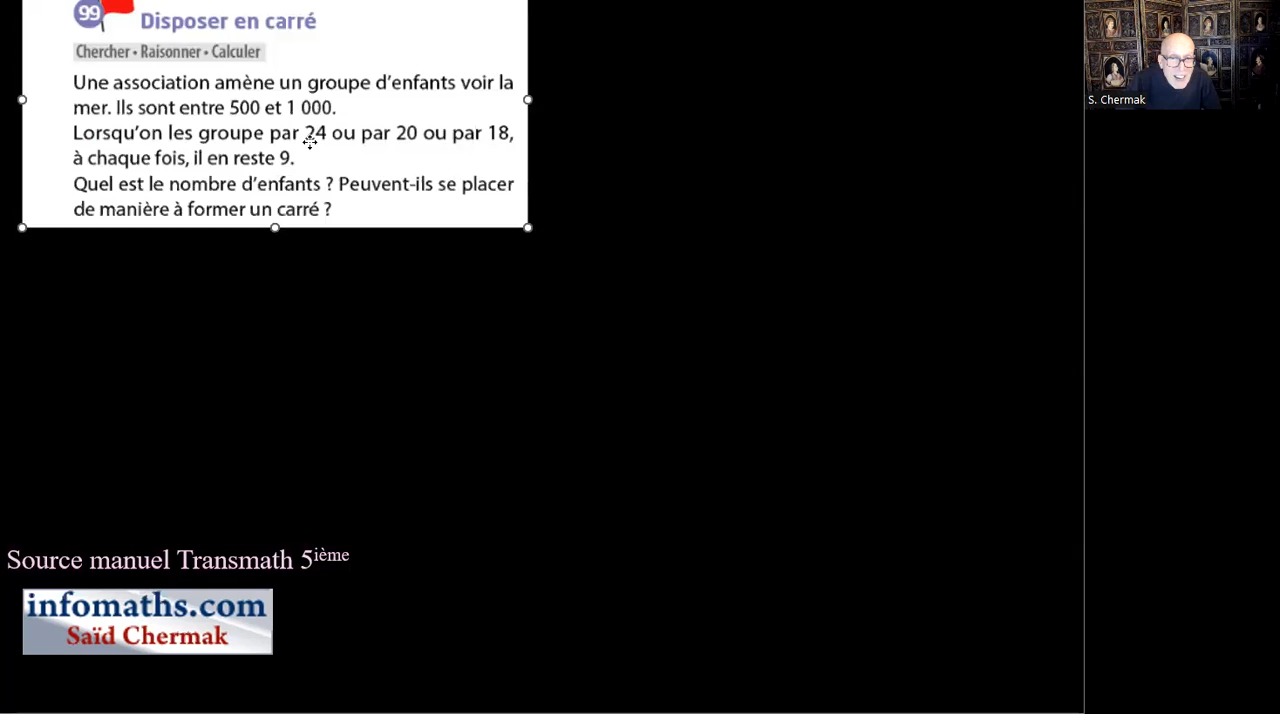 99 Disposer en carré
Chercher • Raisonner • Calculer
Une association amène un groupe d'enfants voir la
mer. Ils sont entre 500 et 1 000.
Lorsqu'on les groupe par 24 ou par 20 ou par 18,
à chaque fois, il en reste 9.
Quel est le nombre d'enfants ? Peuvent-ils se placer
de manière à former un carré ?
S. Chermak
Source manuel Transmath 5ième
infomaths.com
Saïd Chermak